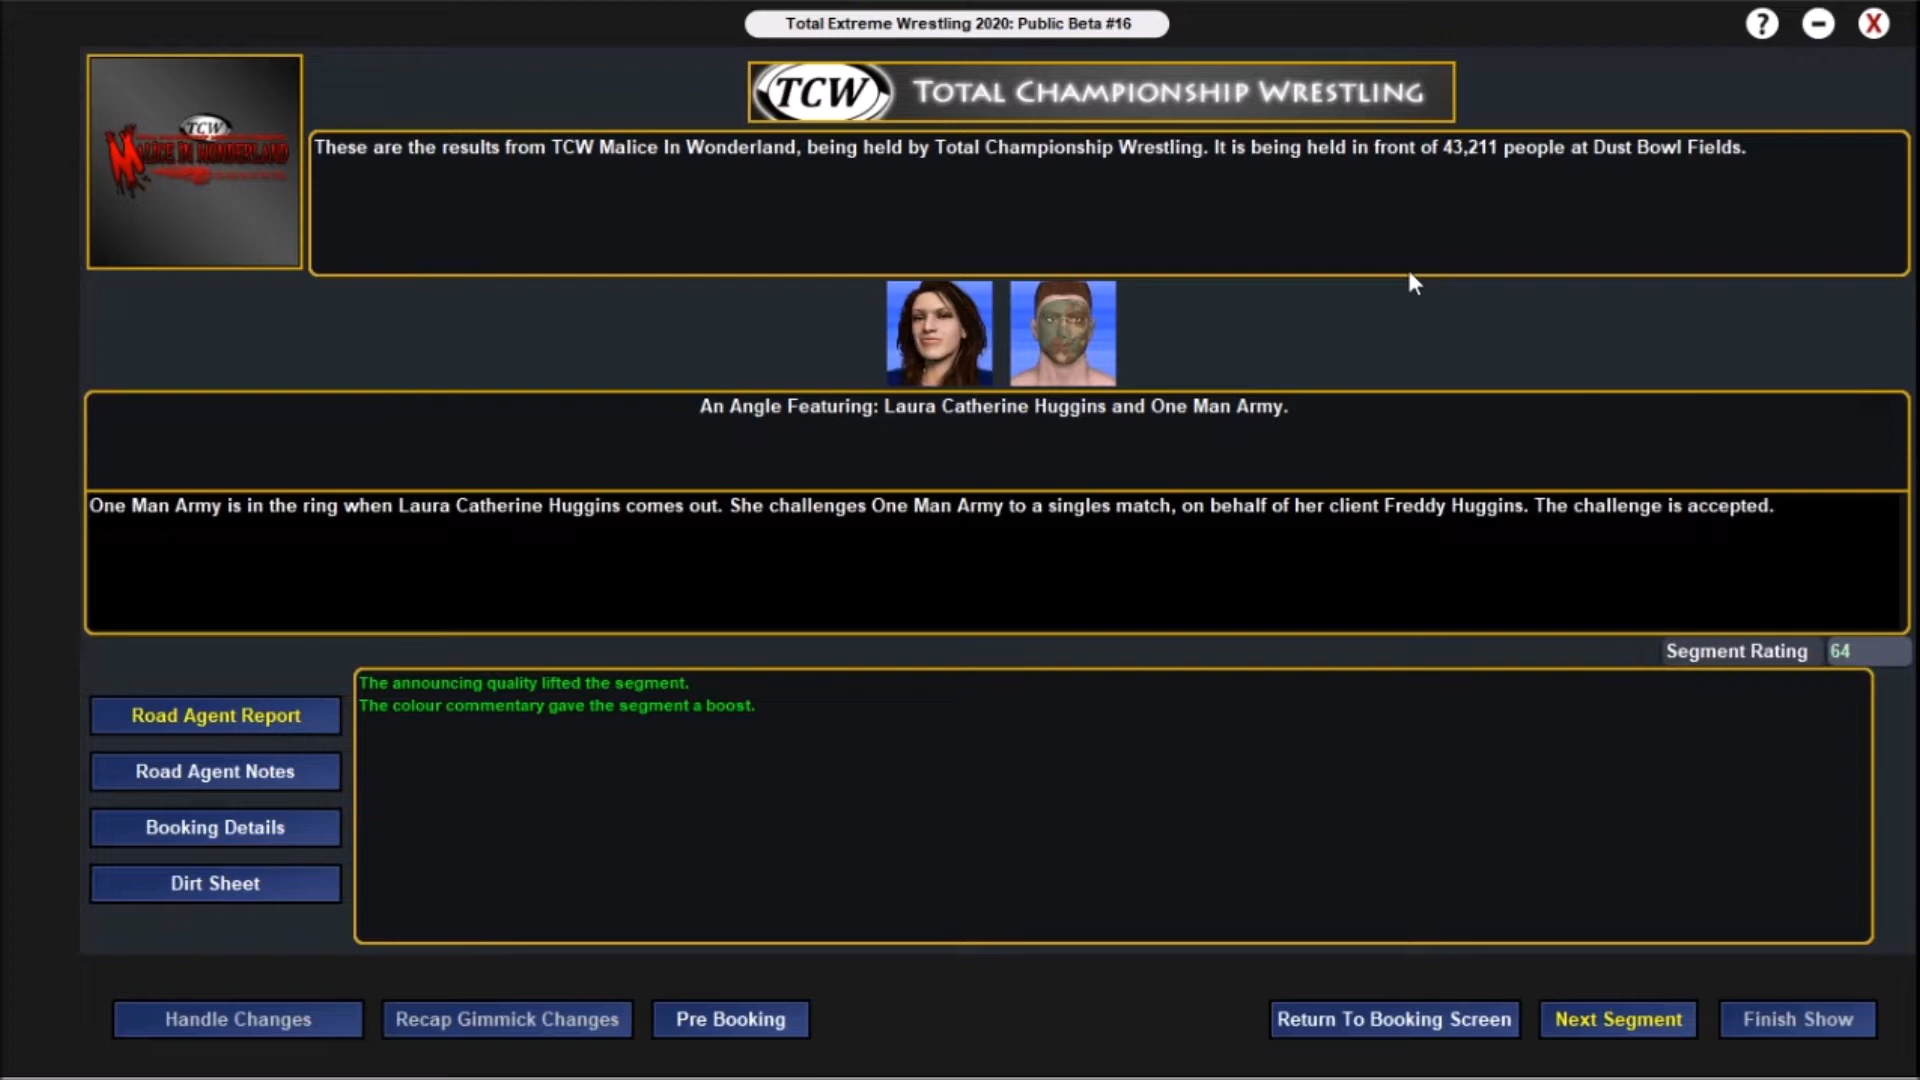 Total Extreme Wrestling 2020: Public Beta #16
?
X
TCW TOTAL CHAMPIONSHIP WRESTLING
TCW
MALICE IN WONDERLAND
These are the results from TCW Malice In Wonderland, being held by Total Championship Wrestling. It is being held in front of 43,211 people at Dust Bowl Fields.
An Angle Featuring: Laura Catherine Huggins and One Man Army.
One Man Army is in the ring when Laura Catherine Huggins comes out. She challenges One Man Army to a singles match, on behalf of her client Freddy Huggins. The challenge is accepted.
Segment Rating 64
The announcing quality lifted the segment.
The colour commentary gave the segment a boost.
Road Agent Report
Road Agent Notes
Booking Details
Dirt Sheet
Handle Changes
Recap Gimmick Changes
Pre Booking
Return To Booking Screen
Next Segment
Finish Show